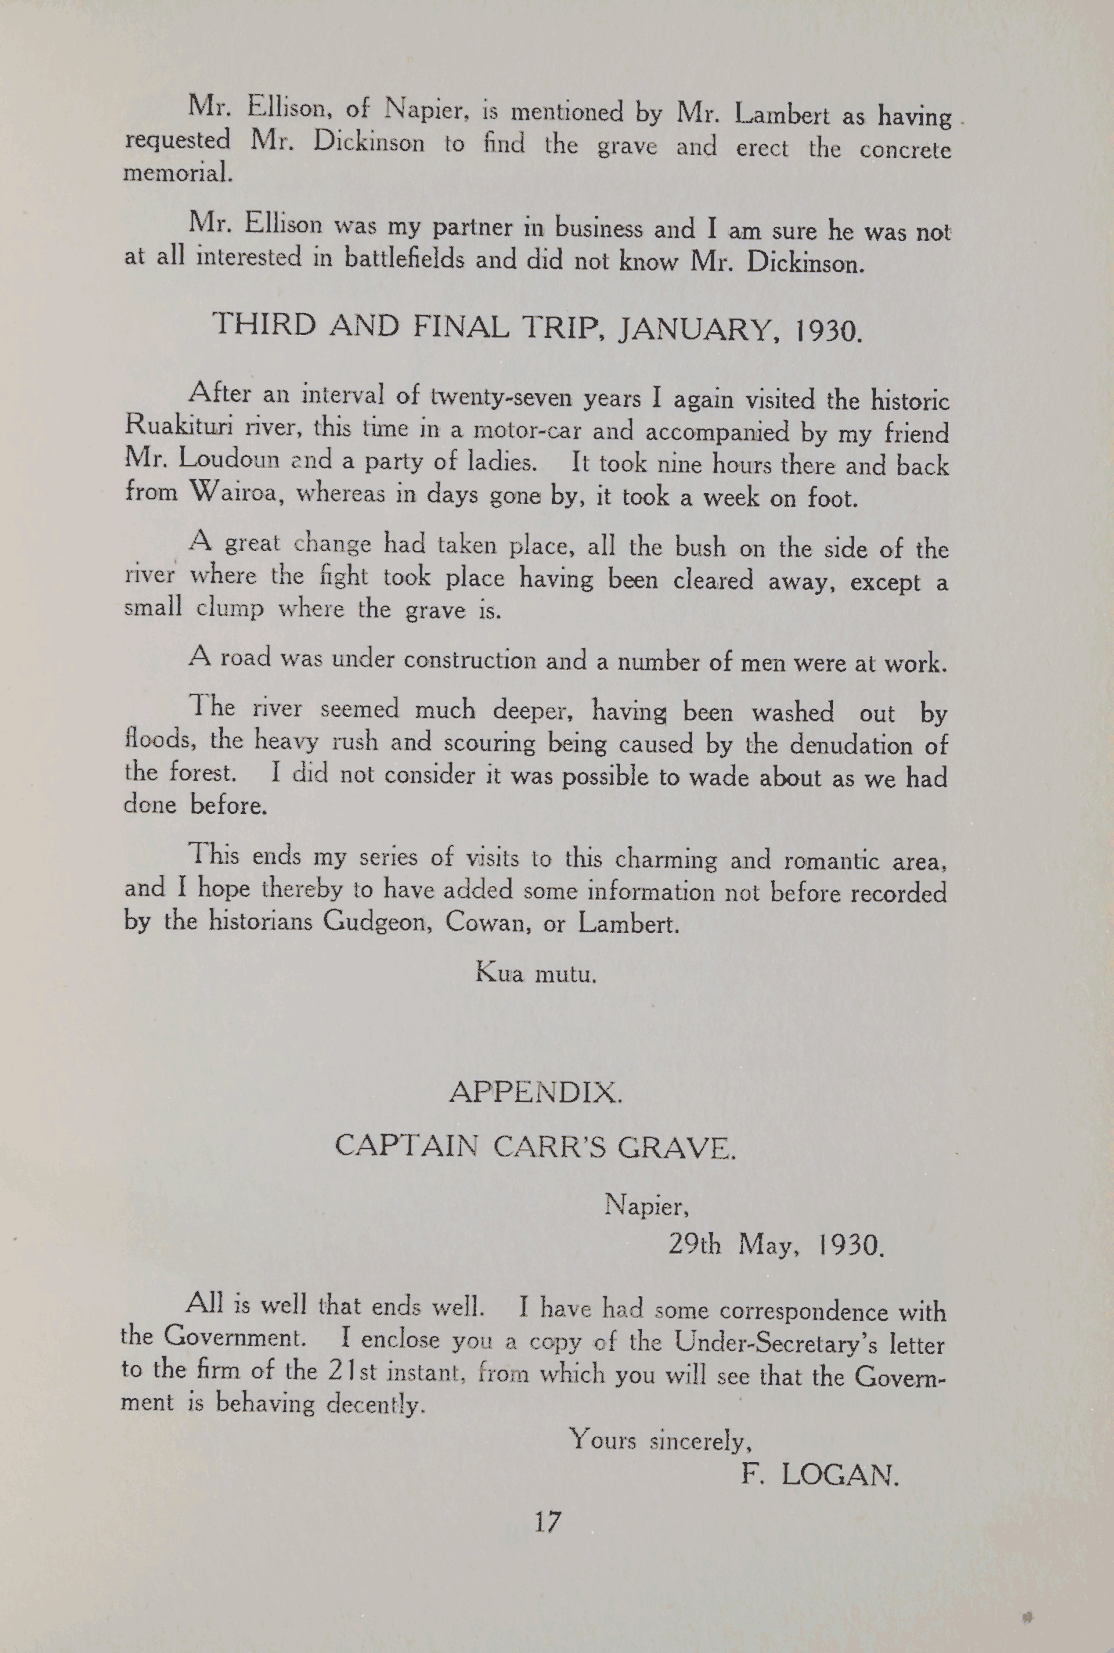 Mr. Ellison, of Napier, is mentioned by Mr. Lambert as having
requested Mr. Dickinson to find the grave and erect the concrete
memorial.
Mr. Ellison was my partner in business and I am sure he was not
at all interested in battlefields and did not know Mr. Dickinson.
THIRD AND FINAL TRIP, JANUARY, 1930.
After an interval of twenty-seven years I again visited the historic
Ruakituri river, this time in a motor-car and accompanied by my friend
Mr. Loudoun and a party of ladies. It took nine hours there and back
from Wairoa, whereas in days gone by, it took a week on foot.
A great change had taken place, all the bush on the side of the
river where the fight took place having been cleared away, except a
small clump where the grave is.
A road was under construction and a number of men were at work.
The river seemed much deeper, having been washed out by
floods, the heavy rush and scouring being caused by the denudation of
the forest. I did not consider it was possible to wade about as we had
done before.
This ends my series of visits to this charming and romantic area,
and I hope thereby to have added some information not before recorded
by the historians Gudgeon, Cowan, or Lambert.
Kua mutu.
APPENDIX.
CAPTAIN CARR'S GRAVE.
Napier,
29th May, 1930.
All is well that ends well. I have had some correspondence with
the Government. I enclose you a copy of the Under-Secretary's letter
to the firm of the 21st instant, from which you will see that the Govern-
ment is behaving decently.
Yours sincerely,
F. LOGAN.
17